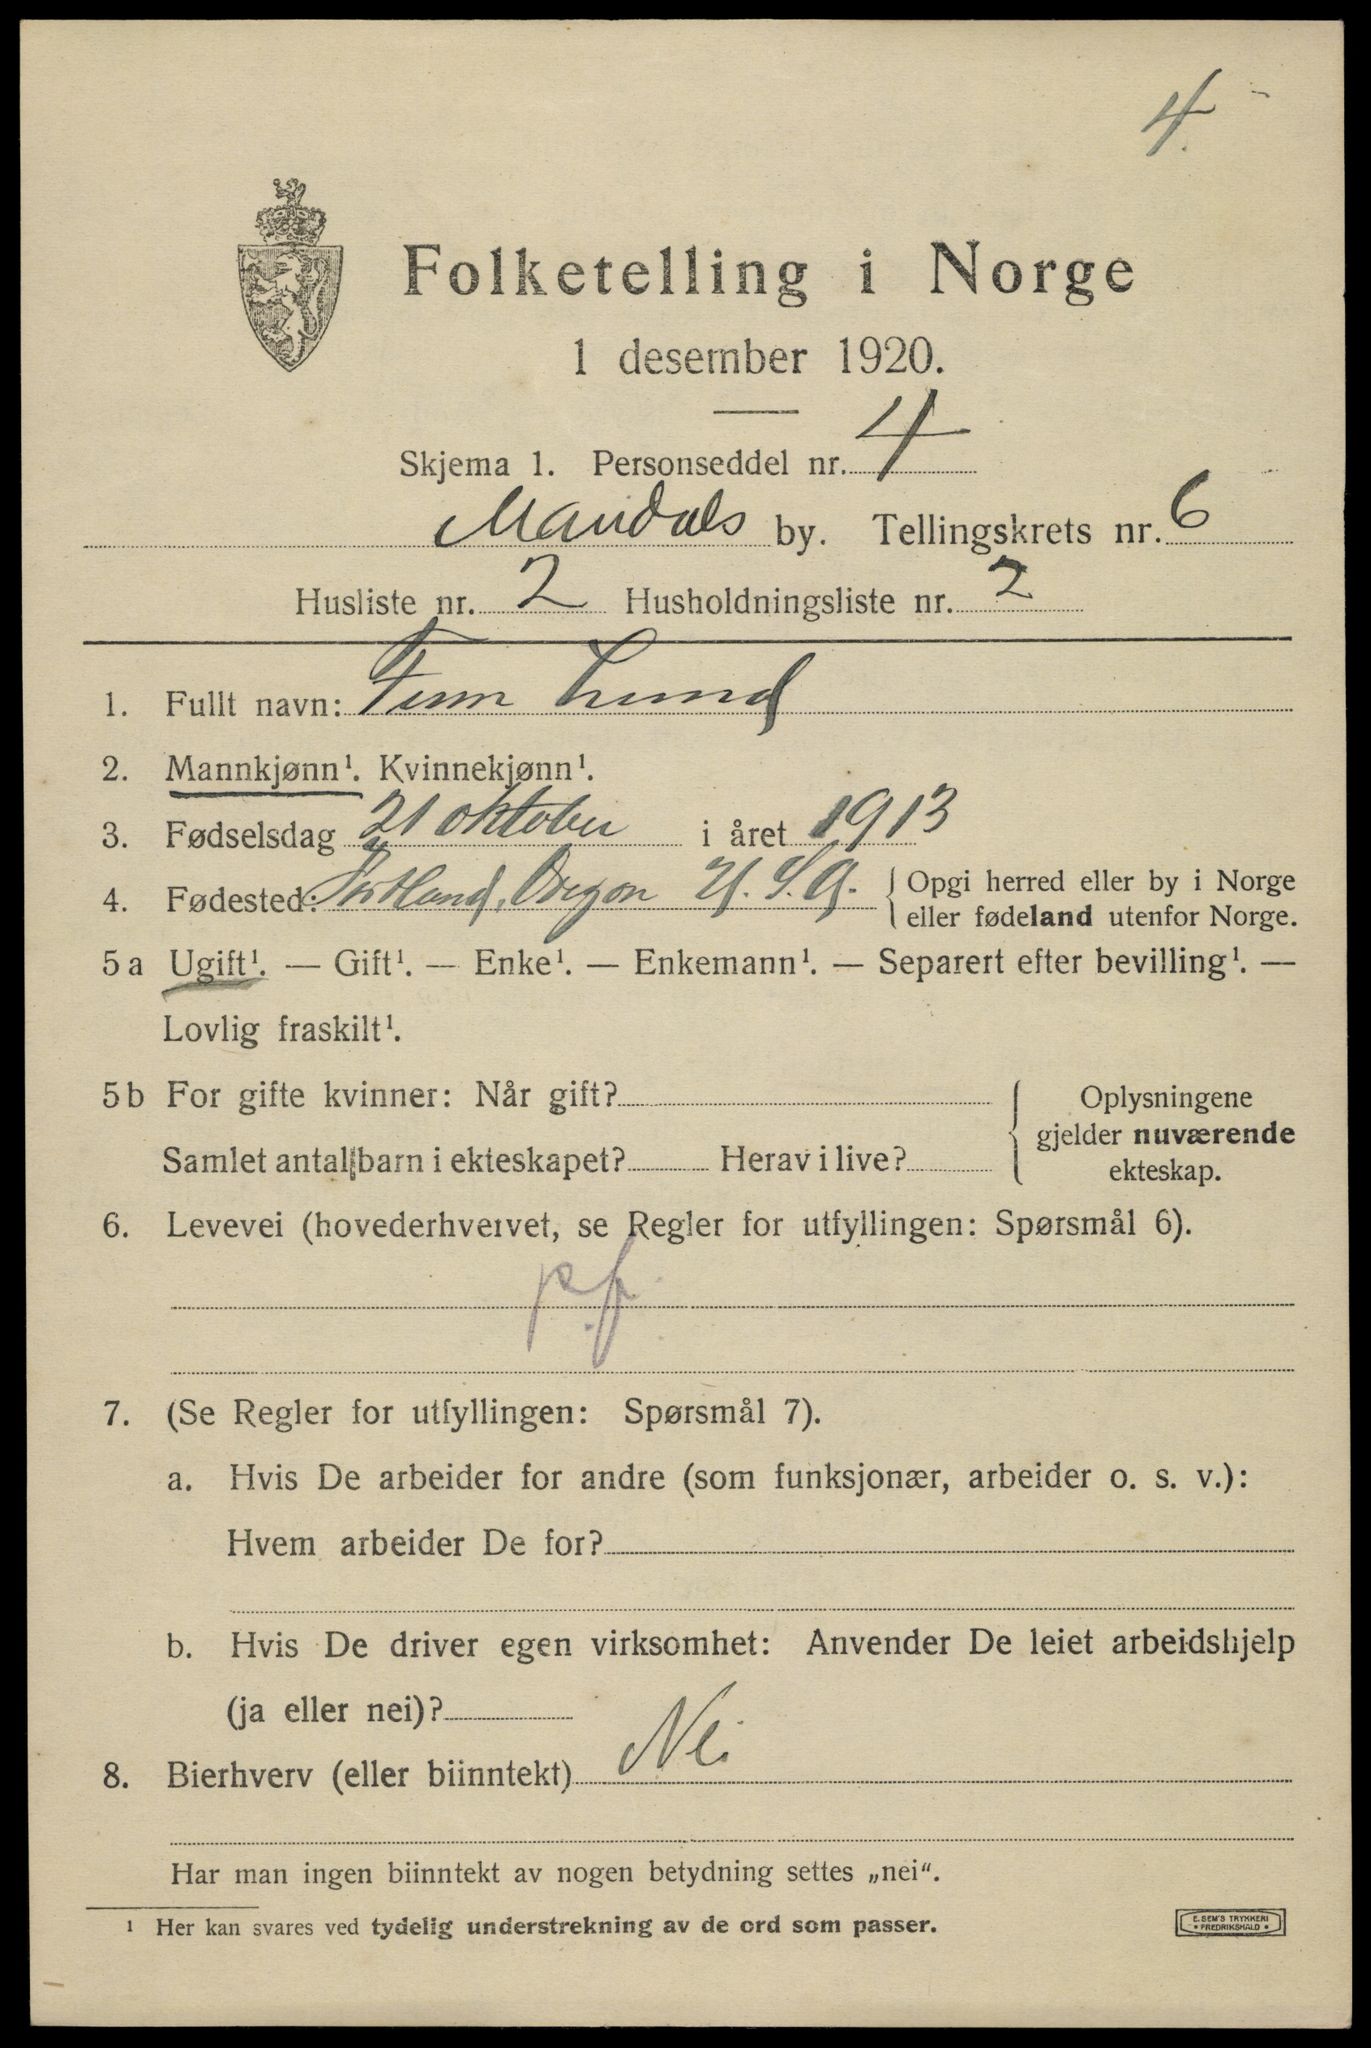 4.
Folketelling i Norge
1 desember 1920.
Skjema 1. Personseddel nr. 4
Mandals by. Tellingskrets nr. 6
Husliste nr. 2 Husholdningsliste nr. 2
1. Fullt navn: Finn Lund
2. Mannkjønn¹. Kvinnekjønn¹.
3. Fødselsdag 21 oktober i året 1913
4. Fødested: Portland, Oregon U.S.A. { Opgi herred eller by i Norge
eller fødeland utenfor Norge.
5 a Ugift¹. — Gift¹. — Enke¹. — Enkemann¹. — Separert efter bevilling¹. —
Lovlig fraskilt¹.
5 b For gifte kvinner: Når gift? { Oplysningene
gjelder nuværende
Samlet antal barn i ekteskapet? Herav i live?
ekteskap.
6. Levevei (hovederhvervet, se Regler for utfyllingen: Spørsmål 6).
p.f.
7. (Se Regler for utfyllingen: Spørsmål 7).
a. Hvis De arbeider for andre (som funksjonær, arbeider o. s. v.):
Hvem arbeider De for?
b. Hvis De driver egen virksomhet: Anvender De leiet arbeidshjelp
(ja eller nei)?
8. Bierhverv (eller biinntekt) Nei
Har man ingen biinntekt av nogen betydning settes „nei“.
¹ Her kan svares ved tydelig understrekning av de ord som passer.
E. SEM'S TRYKKERI
• FREDRIKSHALD •